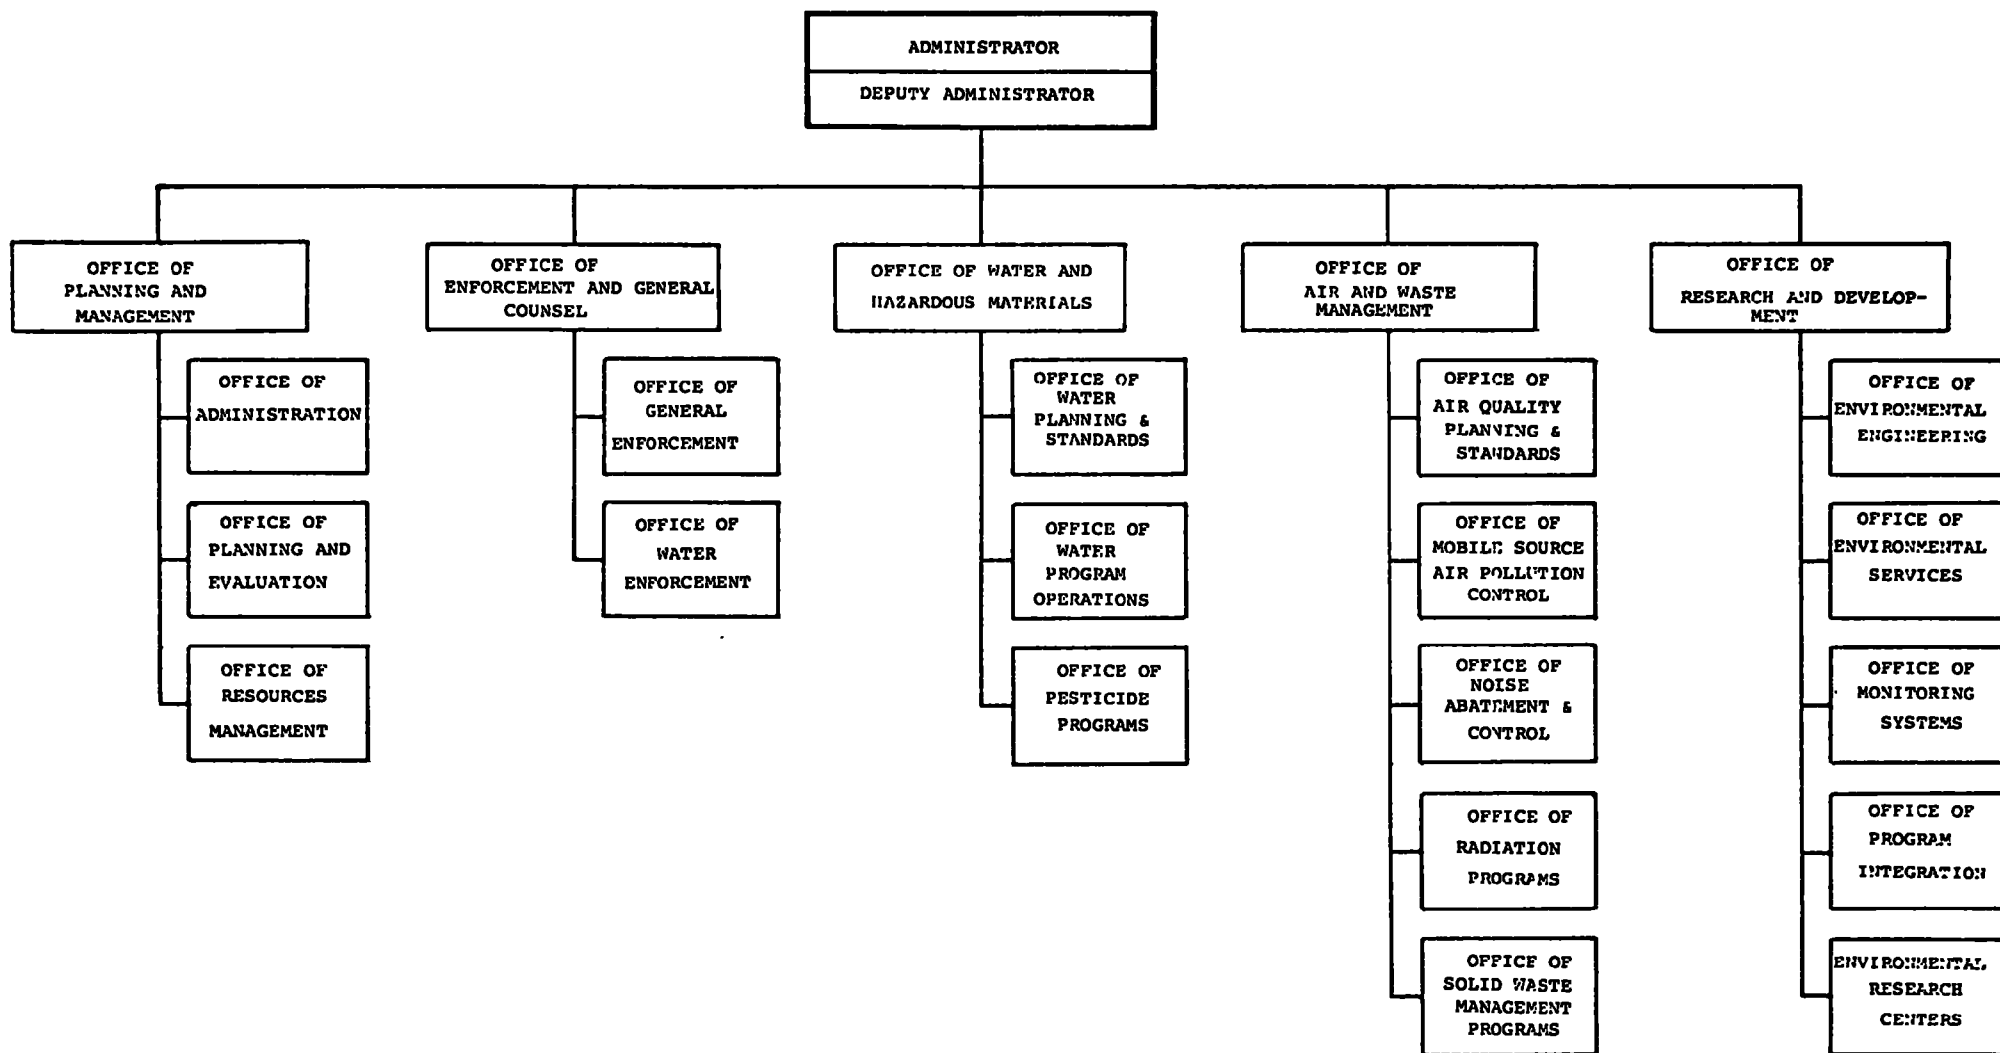 ADMINISTRATOR
DEPUTY ADMINISTRATOR
OFFICE OF
PLANNING AND
MANAGEMENT
OFFICE OF
ENFORCEMENT AND GENERAL
COUNSEL
OFFICE OF WATER AND
HAZARDOUS MATERIALS
OFFICE OF
AIR AND WASTE
MANAGEMENT
OFFICE OF
RESEARCH AND DEVELOP-
MENT
OFFICE OF
ADMINISTRATION
OFFICE OF
PLANNING AND
EVALUATION
OFFICE OF
RESOURCES
MANAGEMENT
OFFICE OF
GENERAL
ENFORCEMENT
OFFICE OF
WATER
ENFORCEMENT
OFFICE OF
WATER
PLANNING &
STANDARDS
OFFICE OF
WATER
PROGRAM
OPERATIONS
OFFICE OF
PESTICIDE
PROGRAMS
OFFICE OF
AIR QUALITY
PLANNING &
STANDARDS
OFFICE OF
MOBILE SOURCE
AIR POLLUTION
CONTROL
OFFICE OF
NOISE
ABATEMENT &
CONTROL
OFFICE OF
RADIATION
PROGRAMS
OFFICE OF
SOLID WASTE
MANAGEMENT
PROGRAMS
OFFICE OF
ENVIRONMENTAL
ENGINEERING
OFFICE OF
ENVIRONMENTAL
SERVICES
OFFICE OF
MONITORING
SYSTEMS
OFFICE OF
PROGRAM
INTEGRATION
ENVIRONMENTAL
RESEARCH
CENTERS